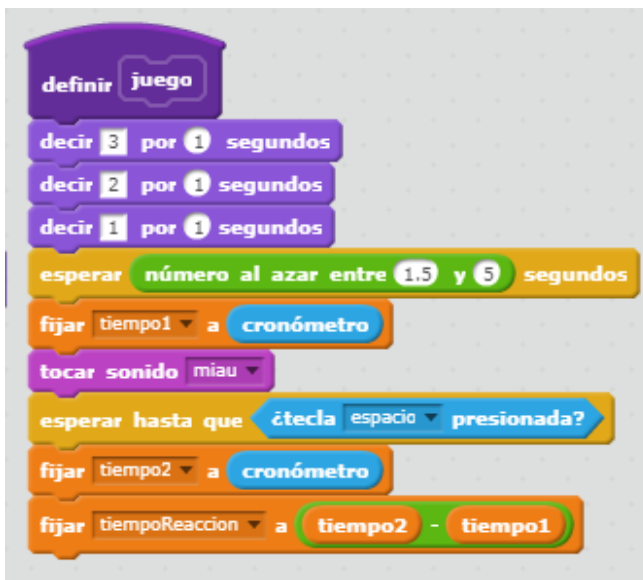 definir juego
decir 3 por 1 segundos
decir 2 por 1 segundos
decir 1 por 1 segundos
esperar número al azar entre 1.5 y 5 segundos
fijar tiempo1 a cronómetro
tocar sonido miau
esperar hasta que ¿tecla espacio presionada?
fijar tiempo2 a cronómetro
fijar tiempoReaccion a tiempo2 - tiempo1